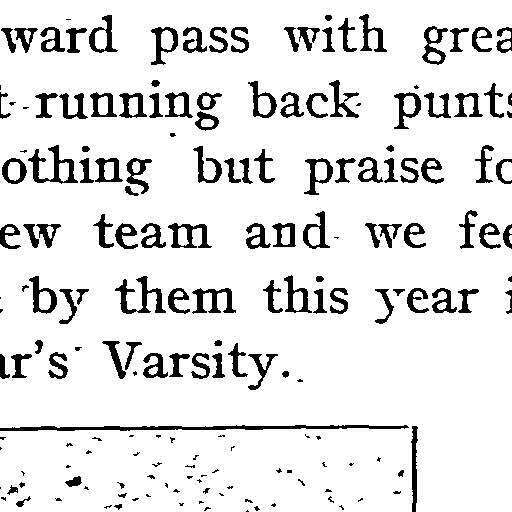 ward pass with grea
t running back punts
othing but praise fo
ew team and we fee
by them this year i
ar's Varsity.